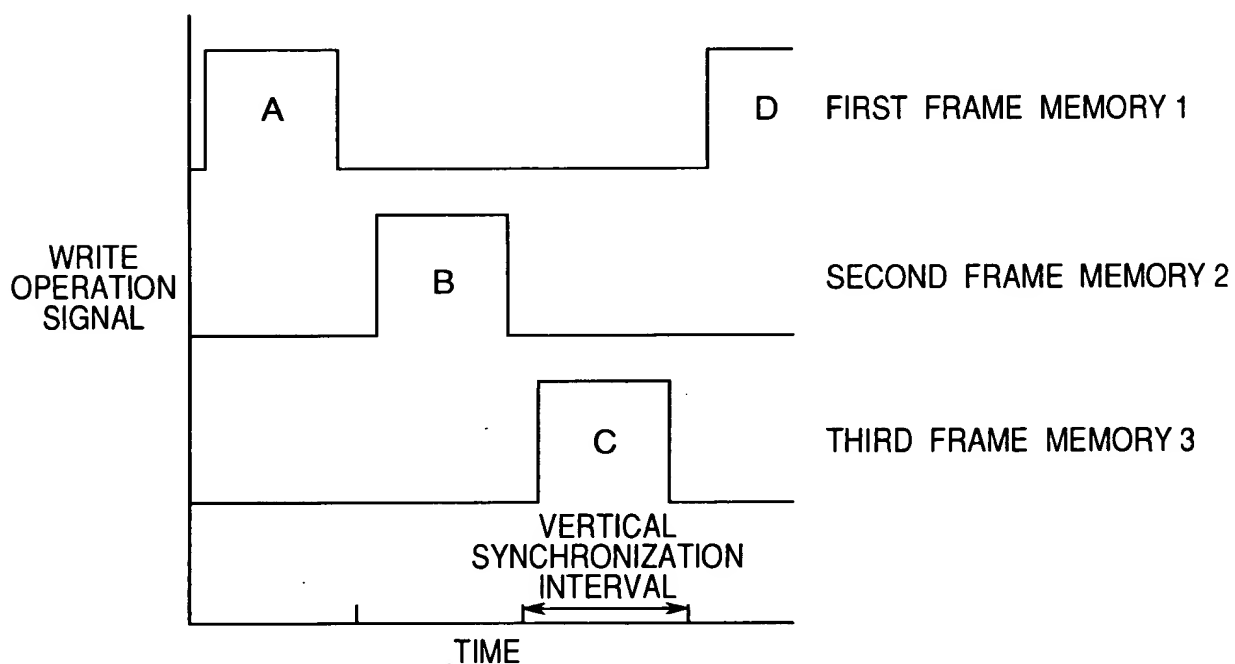 A
D
FIRST FRAME MEMORY 1
WRITE
OPERATION
SIGNAL
B
SECOND FRAME MEMORY 2
C
THIRD FRAME MEMORY 3
VERTICAL
SYNCHRONIZATION
INTERVAL
TIME